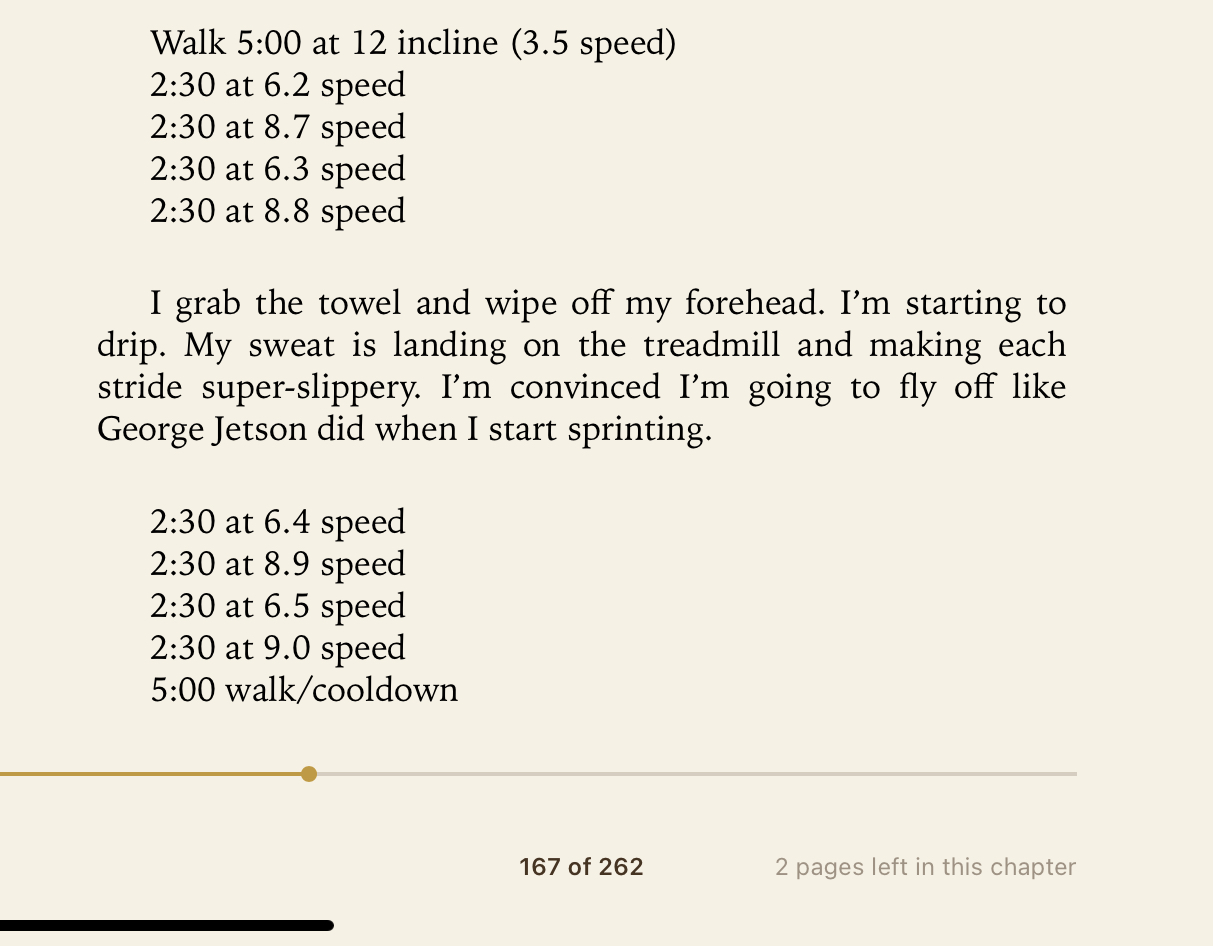 Walk 5:00 at 12 incline (3.5 speed)
2:30 at 6.2 speed
2:30 at 8.7 speed
2:30 at 6.3 speed
2:30 at 8.8 speed
I grab the towel and wipe off my forehead. I’m starting to
drip. My sweat is landing on the treadmill and making each
stride super-slippery. I’m convinced I’m going to fly off like
George Jetson did when I start sprinting.
2:30 at 6.4 speed
2:30 at 8.9 speed
2:30 at 6.5 speed
2:30 at 9.0 speed
5:00 walk/cooldown
167 of 262
2 pages left in this chapter